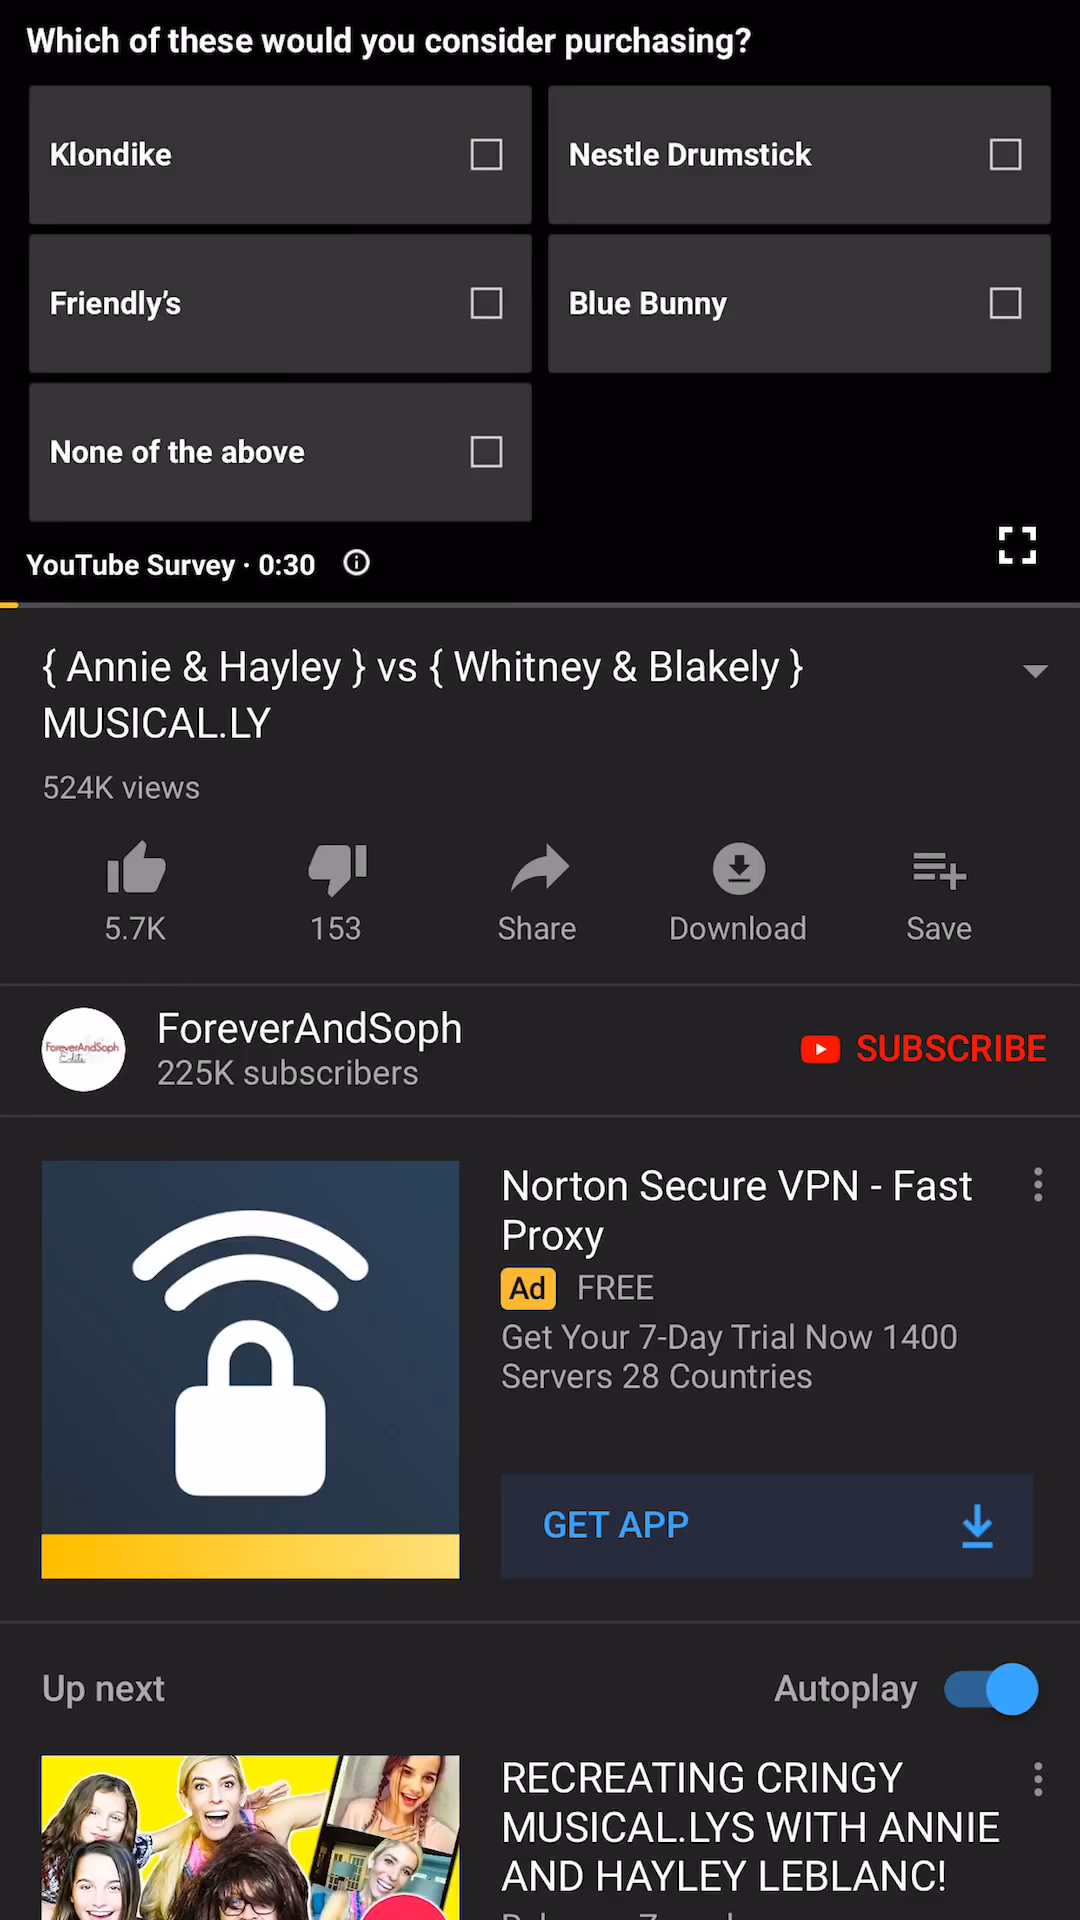 Which of these would you consider purchasing?
Klondike
Nestle Drumstick
Friendly’s
Blue Bunny
None of the above
YouTube Survey · 0:30
{ Annie & Hayley } vs { Whitney & Blakely }
MUSICAL.LY
524K views
5.7K
153
Share
Download
Save
ForeverAndSoph
Edits
ForeverAndSoph
225K subscribers
SUBSCRIBE
Norton Secure VPN - Fast
Proxy
Ad FREE
Get Your 7-Day Trial Now 1400
Servers 28 Countries
GET APP
Up next
Autoplay
RECREATING CRINGY
MUSICAL.LYS WITH ANNIE
AND HAYLEY LEBLANC!